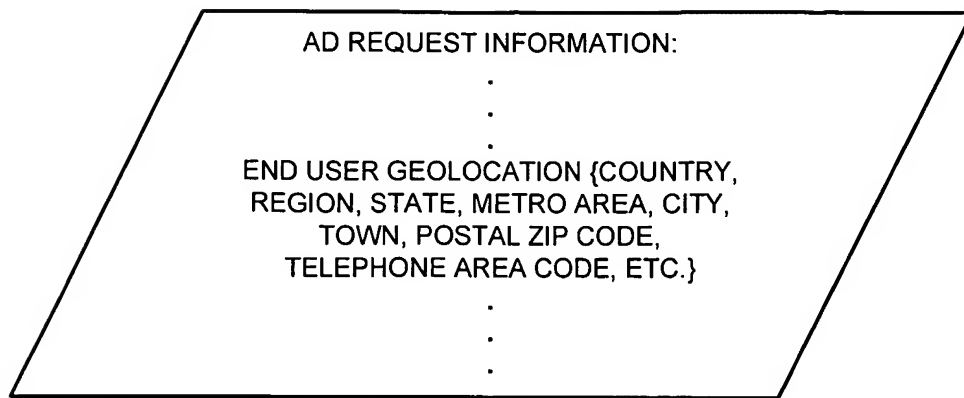 AD REQUEST INFORMATION:
.
.
.
END USER GEOLOCATION {COUNTRY,
REGION, STATE, METRO AREA, CITY,
TOWN, POSTAL ZIP CODE,
TELEPHONE AREA CODE, ETC.}
.
.
.